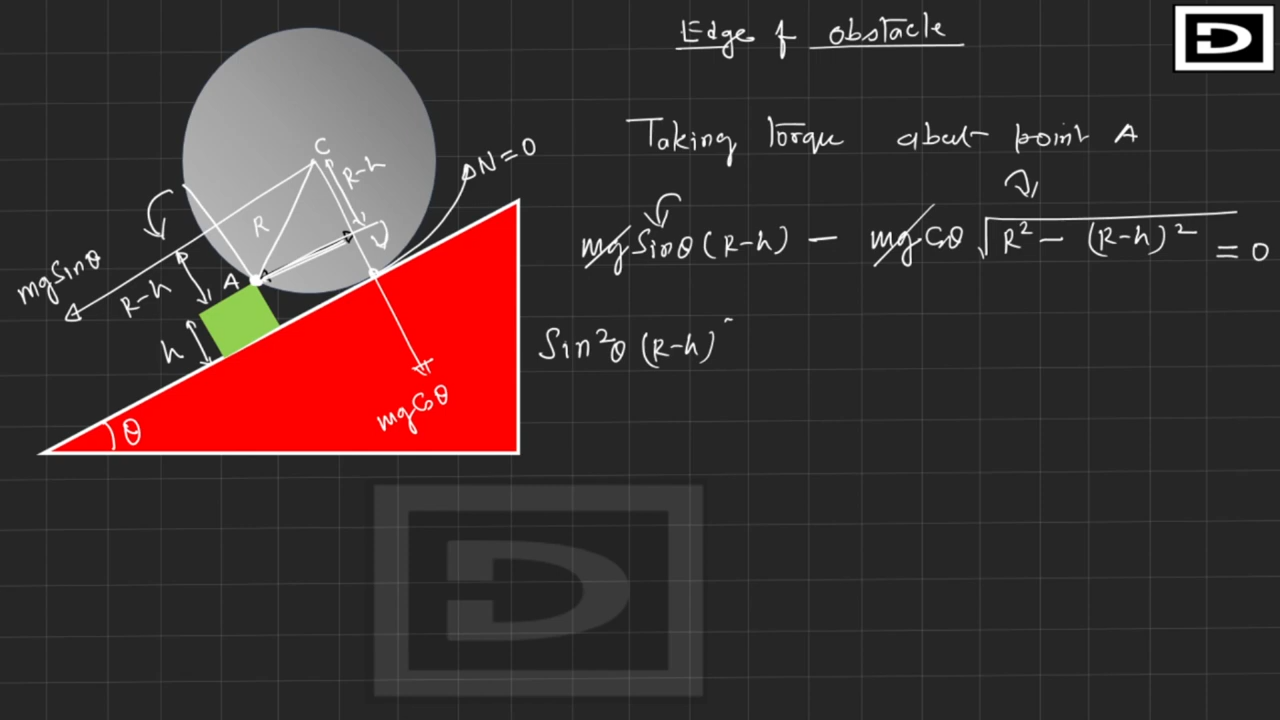 Edge of obstacle
Taking Torque about point A
mg Sinθ (R-h) - mg Cosθ √R² - (R-h)² = 0
Sin²θ (R-h)
C
R-h
N=0
R
mg Sinθ
R-h
A
h
mg Cosθ
θ
D